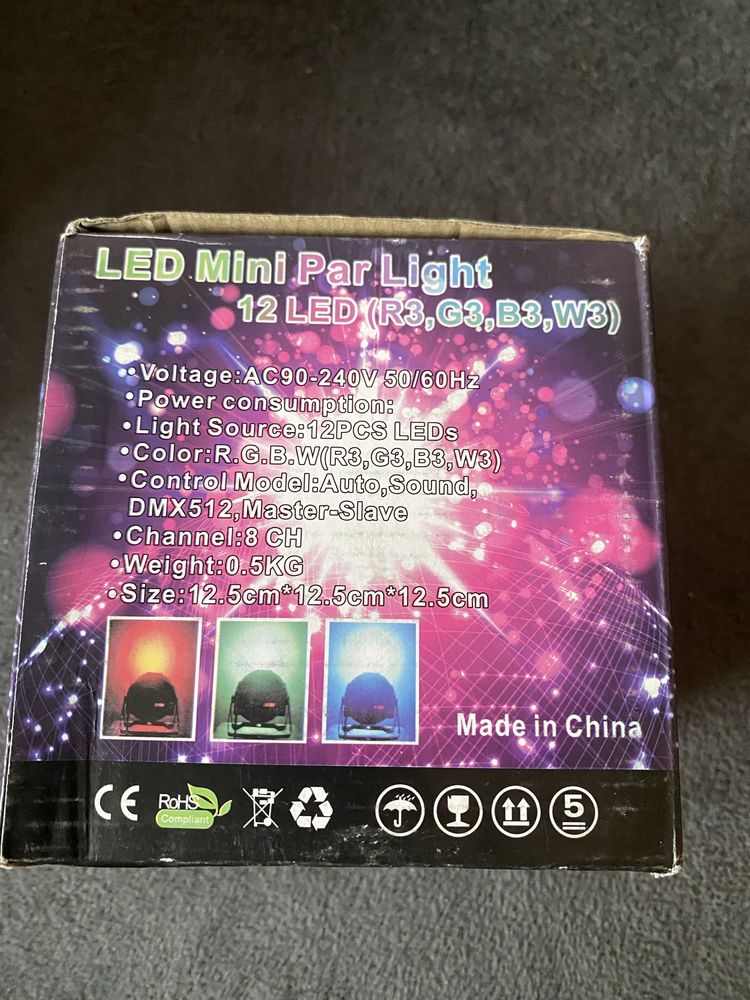 LED Mini Par Light
12 LED (R3,G3,B3,W3)
•Voltage:AC90-240V 50/60Hz
•Power consumption:
•Light Source:12PCS LEDs
•Color:R.G.B.W(R3,G3,B3,W3)
•Control Model:Auto,Sound,
DMX512,Master-Slave
•Channel:8 CH
•Weight:0.5KG
•Size:12.5cm*12.5cm*12.5cm
Made in China
CE
RoHS
Compliant
5